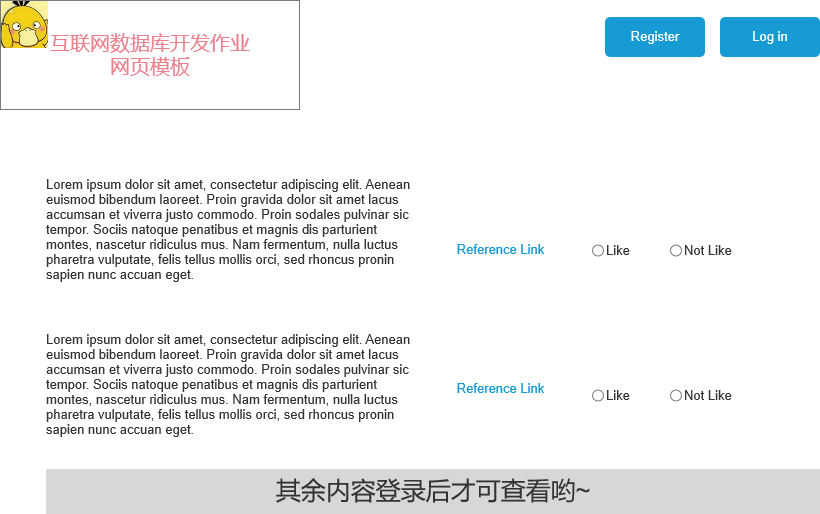 互联网数据库开发作业
网页模板
Register
Log in
Lorem ipsum dolor sit amet, consectetur adipiscing elit. Aenean
euismod bibendum laoreet. Proin gravida dolor sit amet lacus
accumsan et viverra justo commodo. Proin sodales pulvinar sic
tempor. Sociis natoque penatibus et magnis dis parturient
montes, nascetur ridiculus mus. Nam fermentum, nulla luctus
pharetra vulputate, felis tellus mollis orci, sed rhoncus pronin
sapien nunc accuan eget.
Reference Link
Like
Not Like
Lorem ipsum dolor sit amet, consectetur adipiscing elit. Aenean
euismod bibendum laoreet. Proin gravida dolor sit amet lacus
accumsan et viverra justo commodo. Proin sodales pulvinar sic
tempor. Sociis natoque penatibus et magnis dis parturient
montes, nascetur ridiculus mus. Nam fermentum, nulla luctus
pharetra vulputate, felis tellus mollis orci, sed rhoncus pronin
sapien nunc accuan eget.
Reference Link
Like
Not Like
其余内容登录后才可查看哟~